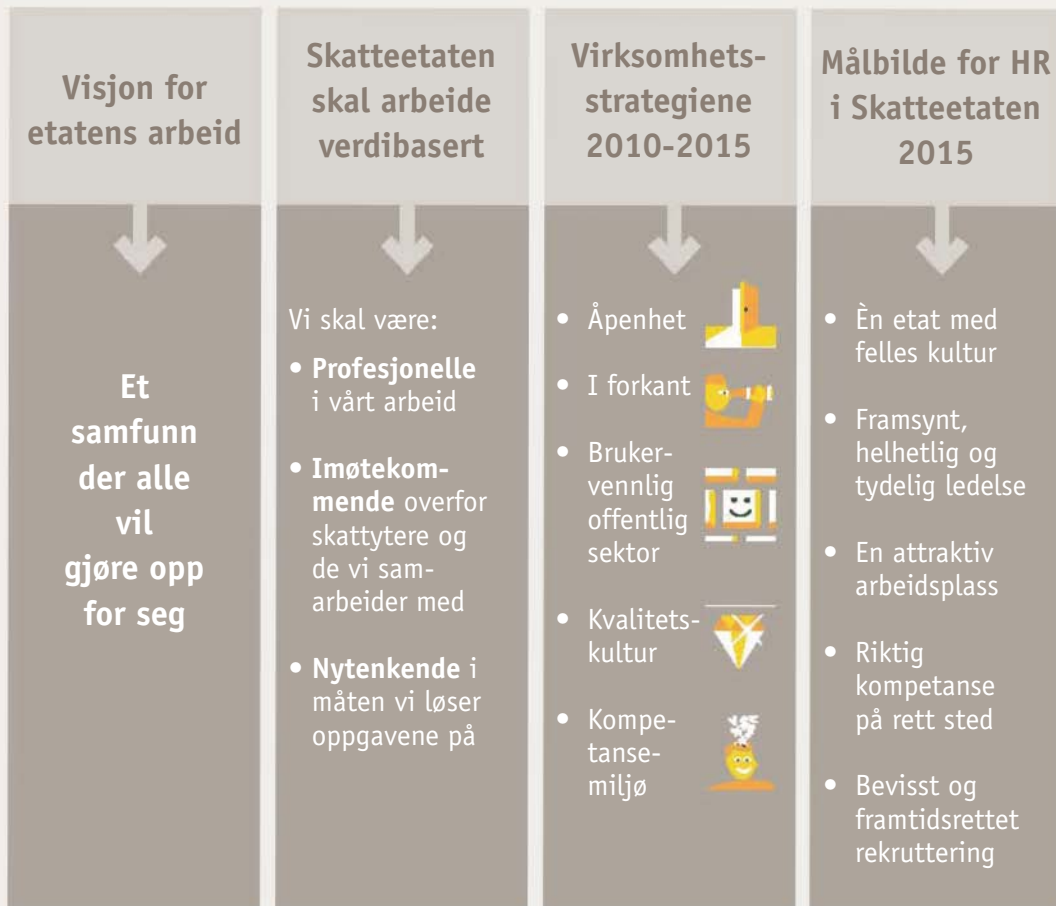 Visjon for
etatens arbeid
Et
samfunn
der alle
vil
gjøre opp
for seg
Skatteetaten
skal arbeide
verdibasert
Vi skal være:
• Profesjonelle
i vårt arbeid
• Imøtekom-
mende overfor
skattytere og
de vi sam-
arbeider med
• Nytenkende i
måten vi løser
oppgavene på
Virksomhets-
strategiene
2010-2015
• Åpenhet
• I forkant
• Bruker-
vennlig
offentlig
sektor
• Kvalitets-
kultur
• Kompe-
tanse-
miljø
Målbilde for HR
i Skatteetaten
2015
• Èn etat med
felles kultur
• Framsynt,
helhetlig og
tydelig ledelse
• En attraktiv
arbeidsplass
• Riktig
kompetanse
på rett sted
• Bevisst og
framtidsrettet
rekruttering